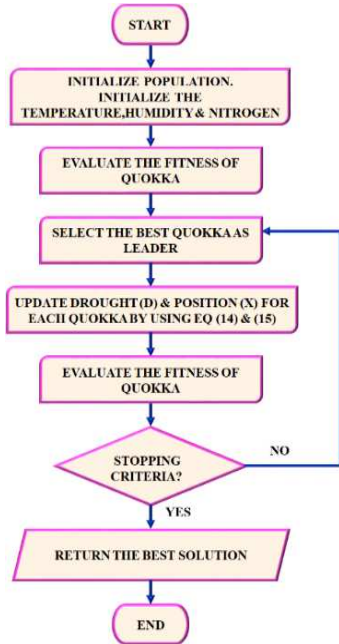 START
INITIALIZE POPULATION.
INITIALIZE THE
TEMPERATURE,HUMIDITY & NITROGEN
EVALUATE THE FITNESS OF
QUOKKA
SELECT THE BEST QUOKKA AS
LEADER
UPDATE DROUGHT (D) & POSITION (X) FOR
EACH QUOKKA BY USING EQ (14) & (15)
EVALUATE THE FITNESS OF
QUOKKA
STOPPING
CRITERIA?
NO
YES
RETURN THE BEST SOLUTION
END